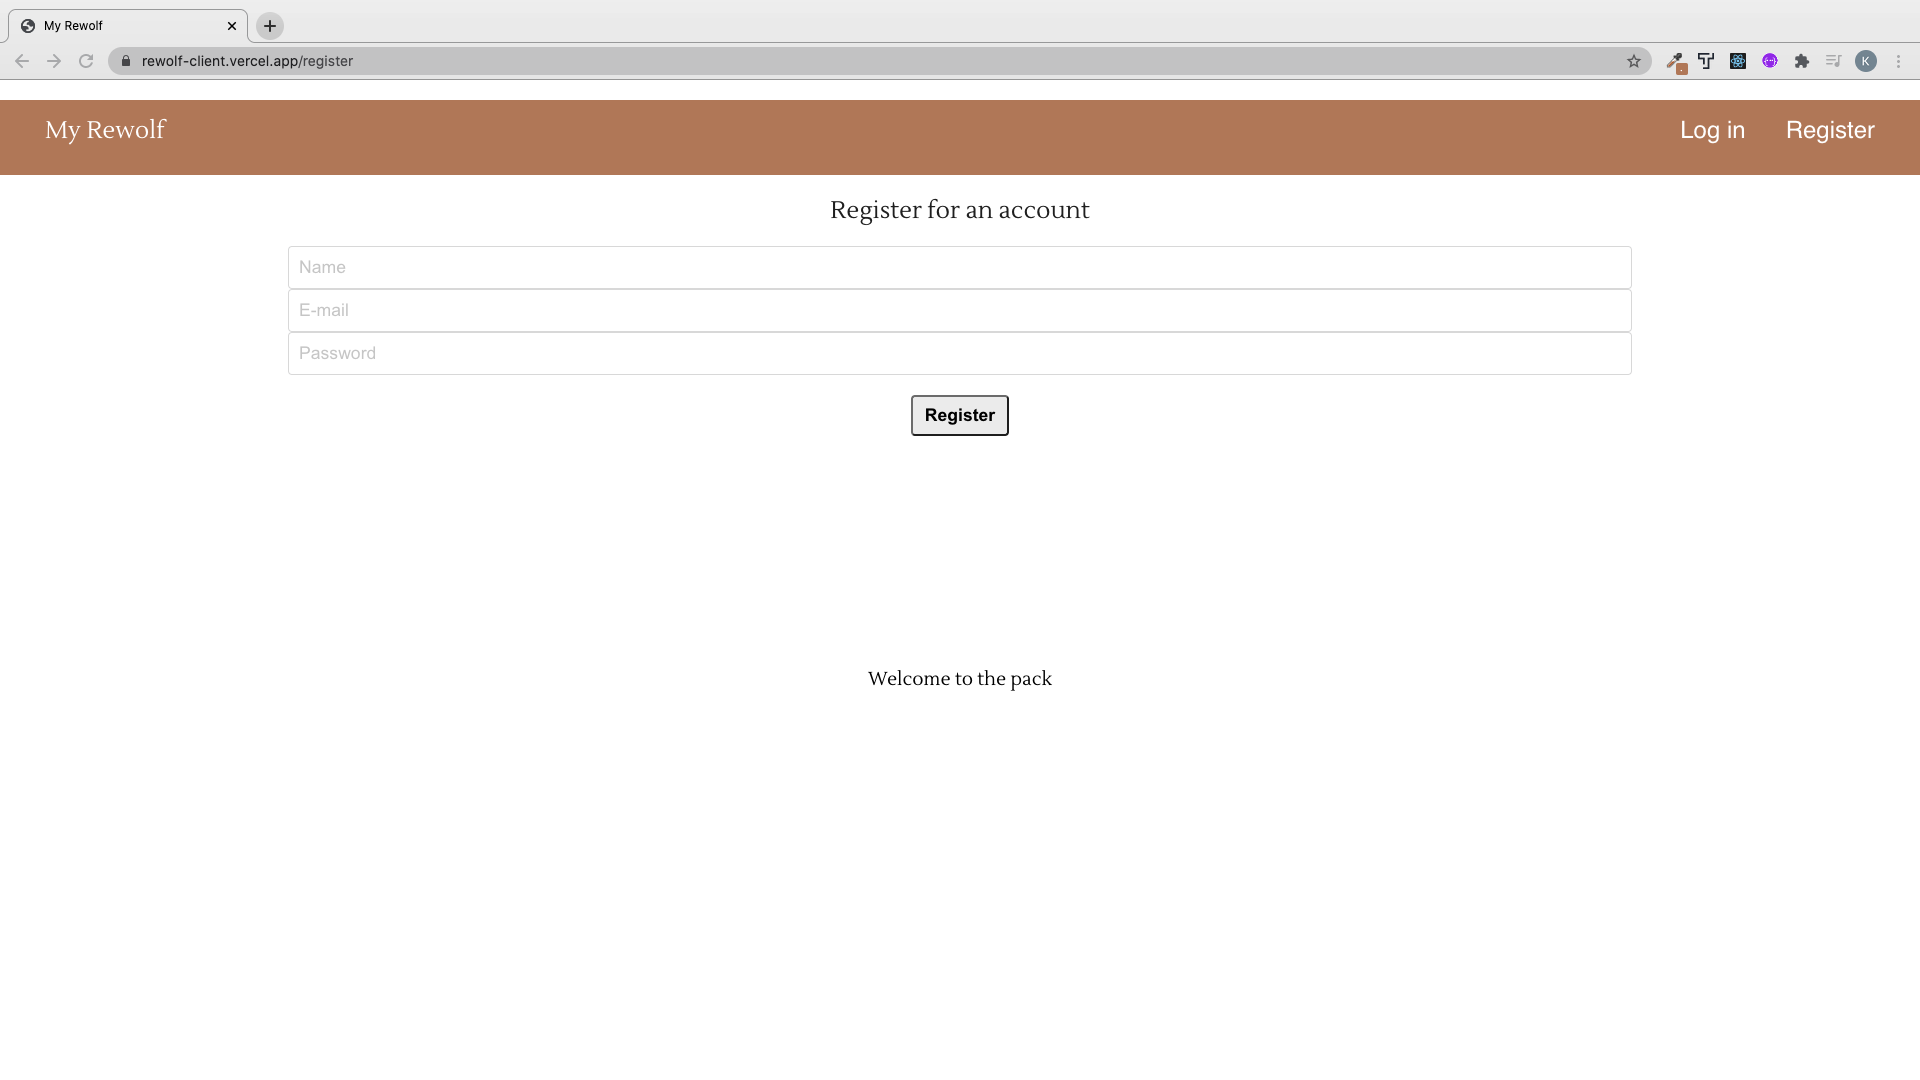 My Rewolf
rewolf-client.vercel.app/register
K
My Rewolf
Log in
Register
Register for an account
Name
E-mail
Password
Register
Welcome to the pack